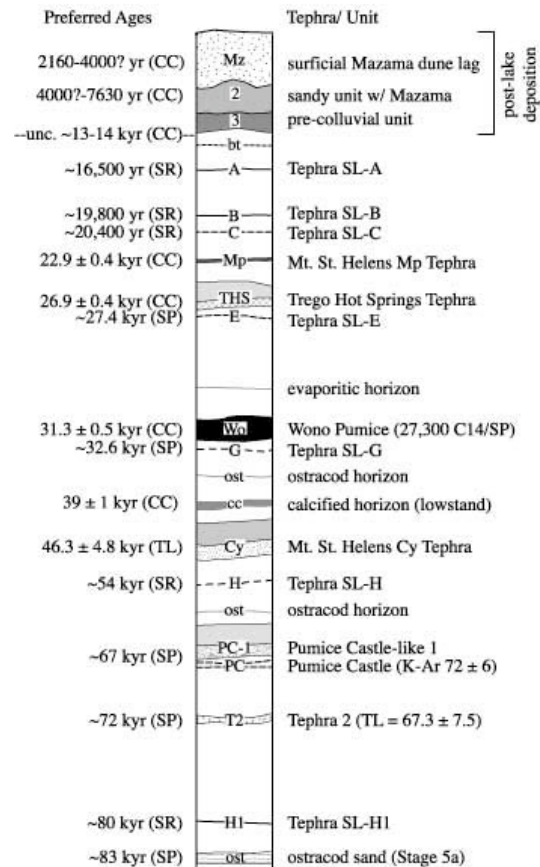 Preferred Ages Tephra/ Unit
2160-4000? yr (CC) Mz surficial Mazama dune lag
4000?-7630 yr (CC) 2 sandy unit w/ Mazama
3 pre-colluvial unit
post-lake
deposition
--unc. ~13-14 kyr (CC)--
bt
~16,500 yr (SR) A Tephra SL-A
~19,800 yr (SR) B Tephra SL-B
~20,400 yr (SR) C Tephra SL-C
22.9 ± 0.4 kyr (CC) Mp Mt. St. Helens Mp Tephra
26.9 ± 0.4 kyr (CC) THS Trego Hot Springs Tephra
~27.4 kyr (SP) E Tephra SL-E
evaporitic horizon
31.3 ± 0.5 kyr (CC) Wo Wono Pumice (27,300 C14/SP)
~32.6 kyr (SP) G Tephra SL-G
ost ostracod horizon
39 ± 1 kyr (CC) cc calcified horizon (lowstand)
46.3 ± 4.8 kyr (TL) Cy Mt. St. Helens Cy Tephra
~54 kyr (SR) H Tephra SL-H
ost ostracod horizon
PC-1 Pumice Castle-like 1
~67 kyr (SP) PC Pumice Castle (K-Ar 72 ± 6)
~72 kyr (SP) T2 Tephra 2 (TL = 67.3 ± 7.5)
~80 kyr (SR) H1 Tephra SL-H1
~83 kyr (SP) ost ostracod sand (Stage 5a)